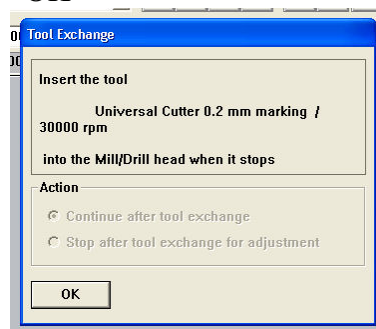 Tool Exchange
Insert the tool
Universal Cutter 0.2 mm marking /
30000 rpm
into the Mill/Drill head when it stops
Action
Continue after tool exchange
Stop after tool exchange for adjustment
OK